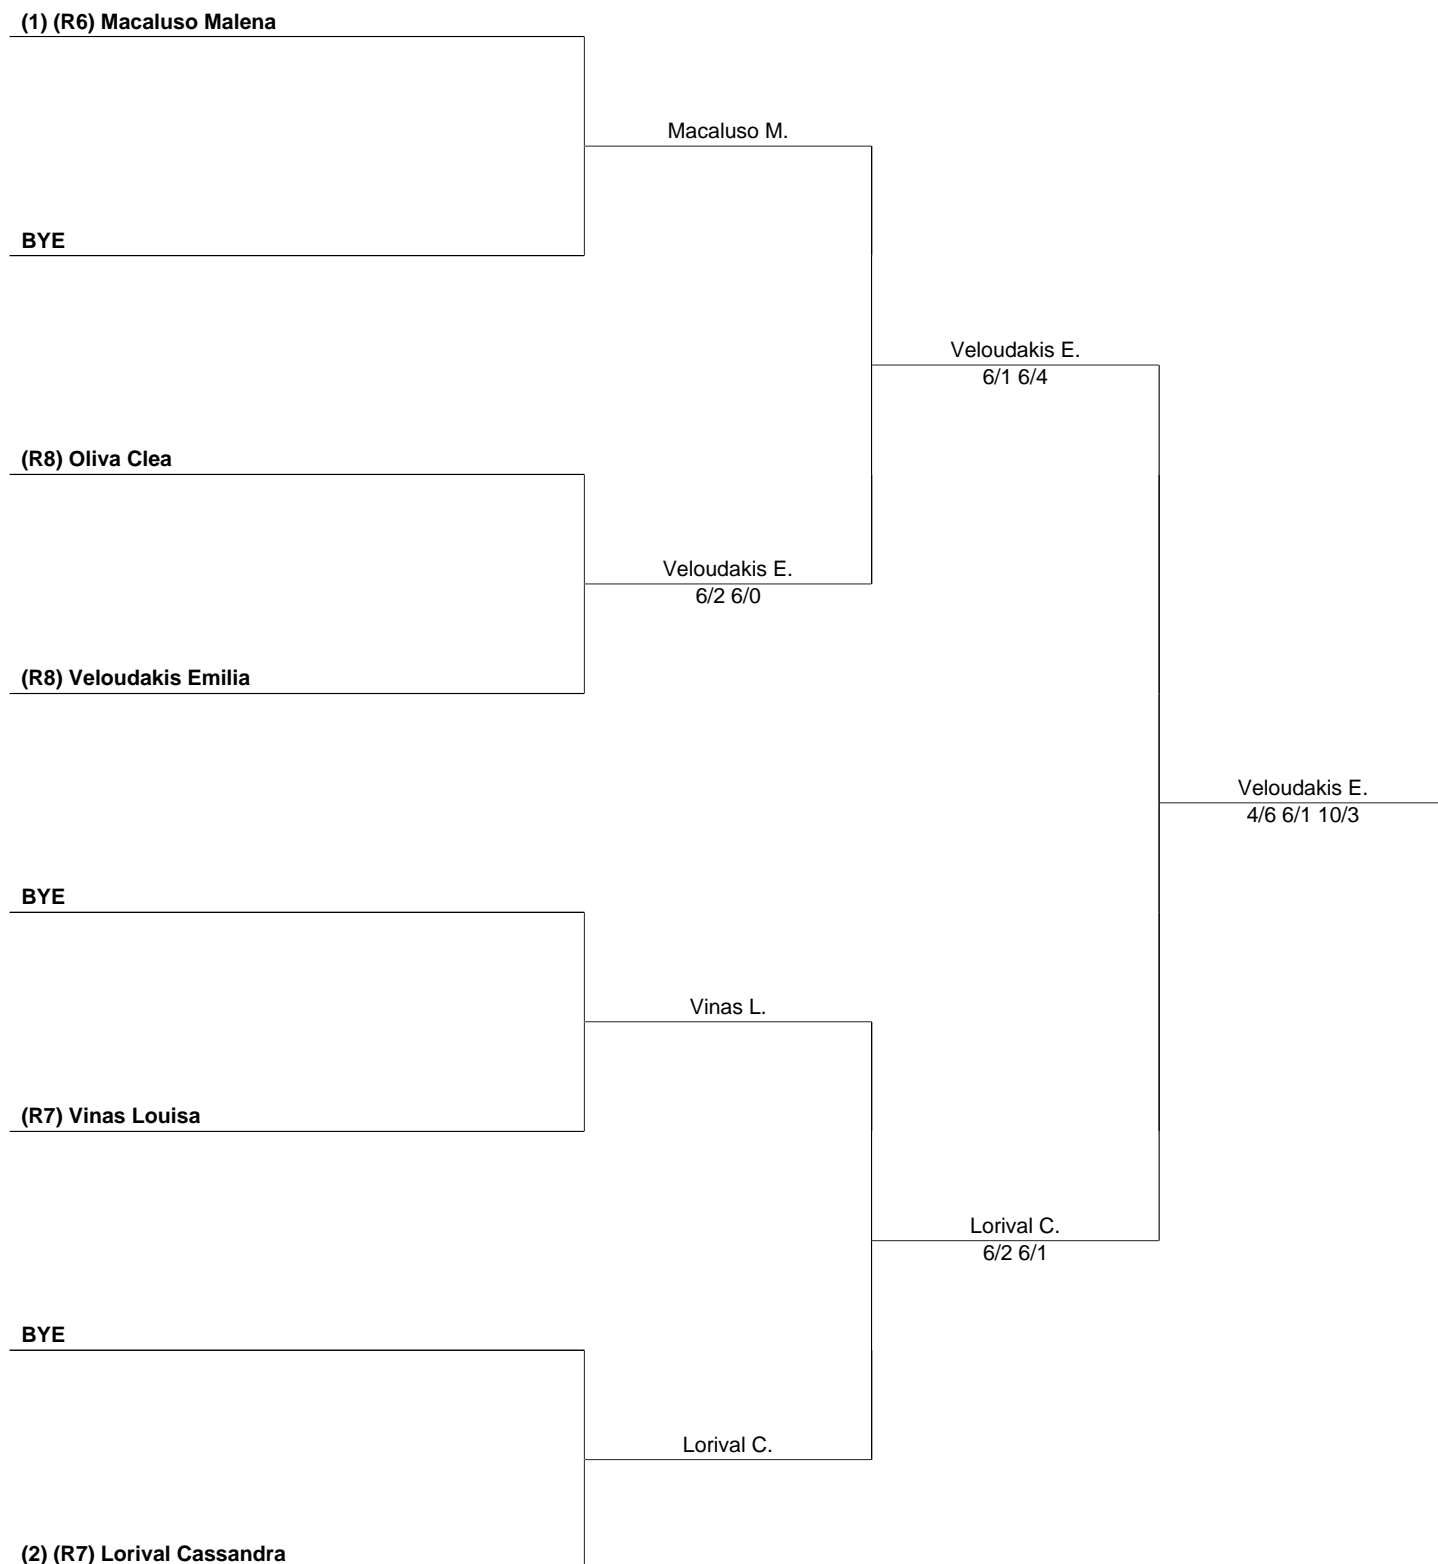 (1) (R6) Macaluso Malena
Macaluso M.
BYE
Veloudakis E.
6/1 6/4
(R8) Oliva Clea
Veloudakis E.
6/2 6/0
(R8) Veloudakis Emilia
Veloudakis E.
4/6 6/1 10/3
BYE
Vinas L.
(R7) Vinas Louisa
Lorival C.
6/2 6/1
BYE
Lorival C.
(2) (R7) Lorival Cassandra